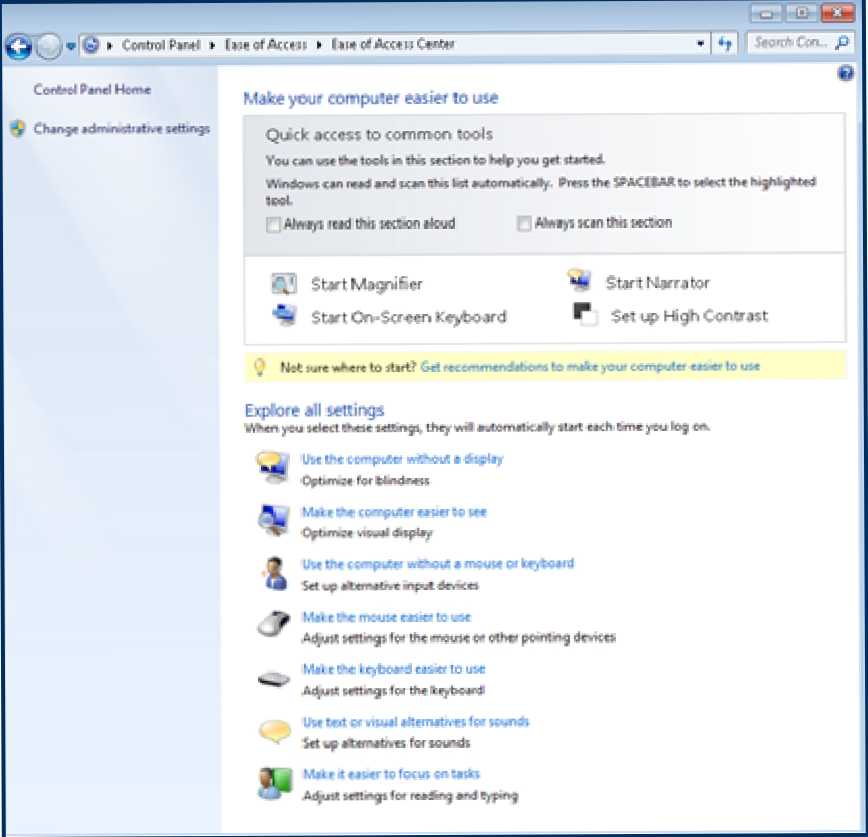 Control Panel Ease of Access Ease of Access Center
Search Con...
Control Panel Home
Change administrative settings
Make your computer easier to use
Quick access to common tools
You can use the tools in this section to help you get started.
Windows can read and scan this list automatically. Press the SPACEBAR to select the highlighted
tool.
Always read this section aloud Always scan this section
Start Magnifier Start Narrator
Start On-Screen Keyboard Set up High Contrast
Not sure where to start? Get recommendations to make your computer easier to use
Explore all settings
When you select these settings, they will automatically start each time you log on.
Use the computer without a display
Optimize for blindness
Make the computer easier to see
Optimize visual display
Use the computer without a mouse or keyboard
Set up alternative input devices
Make the mouse easier to use
Adjust settings for the mouse or other pointing devices
Make the keyboard easier to use
Adjust settings for the keyboard
Use text or visual alternatives for sounds
Set up alternatives for sounds
Make it easier to focus on tasks
Adjust settings for reading and typing